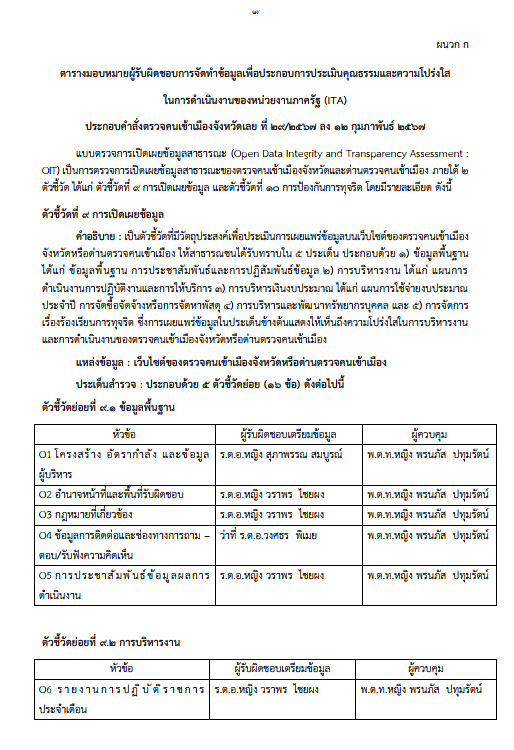 ๑
ผนวก ก
ตารางมอบหมายผู้รับผิดชอบการจัดทำข้อมูลเพื่อประกอบการประเมินคุณธรรมและความโปร่งใส
ในการดำเนินงานของหน่วยงานภาครัฐ (ITA)
ประกอบคำสั่งตรวจคนเข้าเมืองจังหวัดเลย ที่ ๒๙/๒๕๖๗ ลง ๑๒ กุมภาพันธ์ ๒๕๖๗
แบบตรวจการเปิดเผยข้อมูลสาธารณะ (Open Data Integrity and Transparency Assessment :
OIT) เป็นการตรวจการเปิดเผยข้อมูลสาธารณะของตรวจคนเข้าเมืองจังหวัดและด่านตรวจคนเข้าเมือง ภายใต้ ๒
ตัวชี้วัด ได้แก่ ตัวชี้วัดที่ ๙ การเปิดเผยข้อมูล และตัวชี้วัดที่ ๑๐ การป้องกันการทุจริต โดยมีรายละเอียด ดังนี้
ตัวชี้วัดที่ ๙ การเปิดเผยข้อมูล
คำอธิบาย : เป็นตัวชี้วัดที่มีวัตถุประสงค์เพื่อประเมินการเผยแพร่ข้อมูลบนเว็บไซต์ของตรวจคนเข้าเมือง
จังหวัดหรือด่านตรวจคนเข้าเมือง ให้สาธารณชนได้รับทราบใน ๕ ประเด็น ประกอบด้วย ๑) ข้อมูลพื้นฐาน
ได้แก่ ข้อมูลพื้นฐาน การประชาสัมพันธ์และการปฏิสัมพันธ์ข้อมูล ๒) การบริหารงาน ได้แก่ แผนการ
ดำเนินงานการปฏิบัติงานและการให้บริการ ๓) การบริหารเงินงบประมาณ ได้แก่ แผนการใช้จ่ายงบประมาณ
ประจำปี การจัดซื้อจัดจ้างหรือการจัดหาพัสดุ ๔) การบริหารและพัฒนาทรัพยากรบุคคล และ ๕) การจัดการ
เรื่องร้องเรียนการทุจริต ซึ่งการเผยแพร่ข้อมูลในประเด็นข้างต้นแสดงให้เห็นถึงความโปร่งใสในการบริหารงาน
และการดำเนินงานของตรวจคนเข้าเมืองจังหวัดหรือด่านตรวจคนเข้าเมือง
แหล่งข้อมูล : เว็บไซต์ของตรวจคนเข้าเมืองจังหวัดหรือด่านตรวจคนเข้าเมือง
ประเด็นสำรวจ : ประกอบด้วย ๕ ตัวชี้วัดย่อย (๑๖ ข้อ) ดังต่อไปนี้
ตัวชี้วัดย่อยที่ ๙.๑ ข้อมูลพื้นฐาน
หัวข้อ ผู้รับผิดชอบเตรียมข้อมูล ผู้ควบคุม
O1 โครงสร้าง อัตรากำลัง และข้อมูล ร.ต.อ.หญิง สุภาพรรณ สมบูรณ์ พ.ต.ท.หญิง พรนภัส ปทุมรัตน์
ผู้บริหาร
O2 อำนาจหน้าที่และพื้นที่รับผิดชอบ ร.ต.อ.หญิง วราพร ไชยผง พ.ต.ท.หญิง พรนภัส ปทุมรัตน์
O3 กฎหมายที่เกี่ยวข้อง ร.ต.อ.หญิง วราพร ไชยผง พ.ต.ท.หญิง พรนภัส ปทุมรัตน์
O4 ข้อมูลการติดต่อและช่องทางการถาม – ว่าที่ ร.ต.อ.วงศธร พิเมย พ.ต.ท.หญิง พรนภัส ปทุมรัตน์
ตอบ/รับฟังความคิดเห็น
O5 การประชาสัมพันธ์ข้อมูลผลการ ร.ต.อ.หญิง วราพร ไชยผง พ.ต.ท.หญิง พรนภัส ปทุมรัตน์
ดำเนินงาน
ตัวชี้วัดย่อยที่ ๙.๒ การบริหารงาน
หัวข้อ ผู้รับผิดชอบเตรียมข้อมูล ผู้ควบคุม
O6 รายงานการปฏิบัติราชการ ร.ต.อ.หญิง วราพร ไชยผง พ.ต.ท.หญิง พรนภัส ปทุมรัตน์
ประจำเดือน